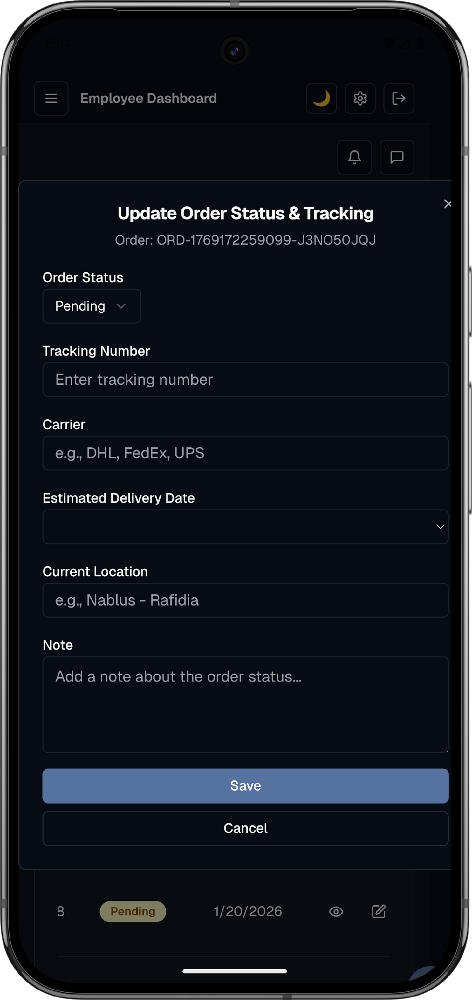 5:04
Employee Dashboard
Update Order Status & Tracking
Order: ORD-1769172259099-J3NO50JQJ
Order Status
Pending
Tracking Number
Enter tracking number
Carrier
e.g., DHL, FedEx, UPS
Estimated Delivery Date
Current Location
e.g., Nablus - Rafidia
Note
Add a note about the order status...
Save
Cancel
Pending 1/20/2026